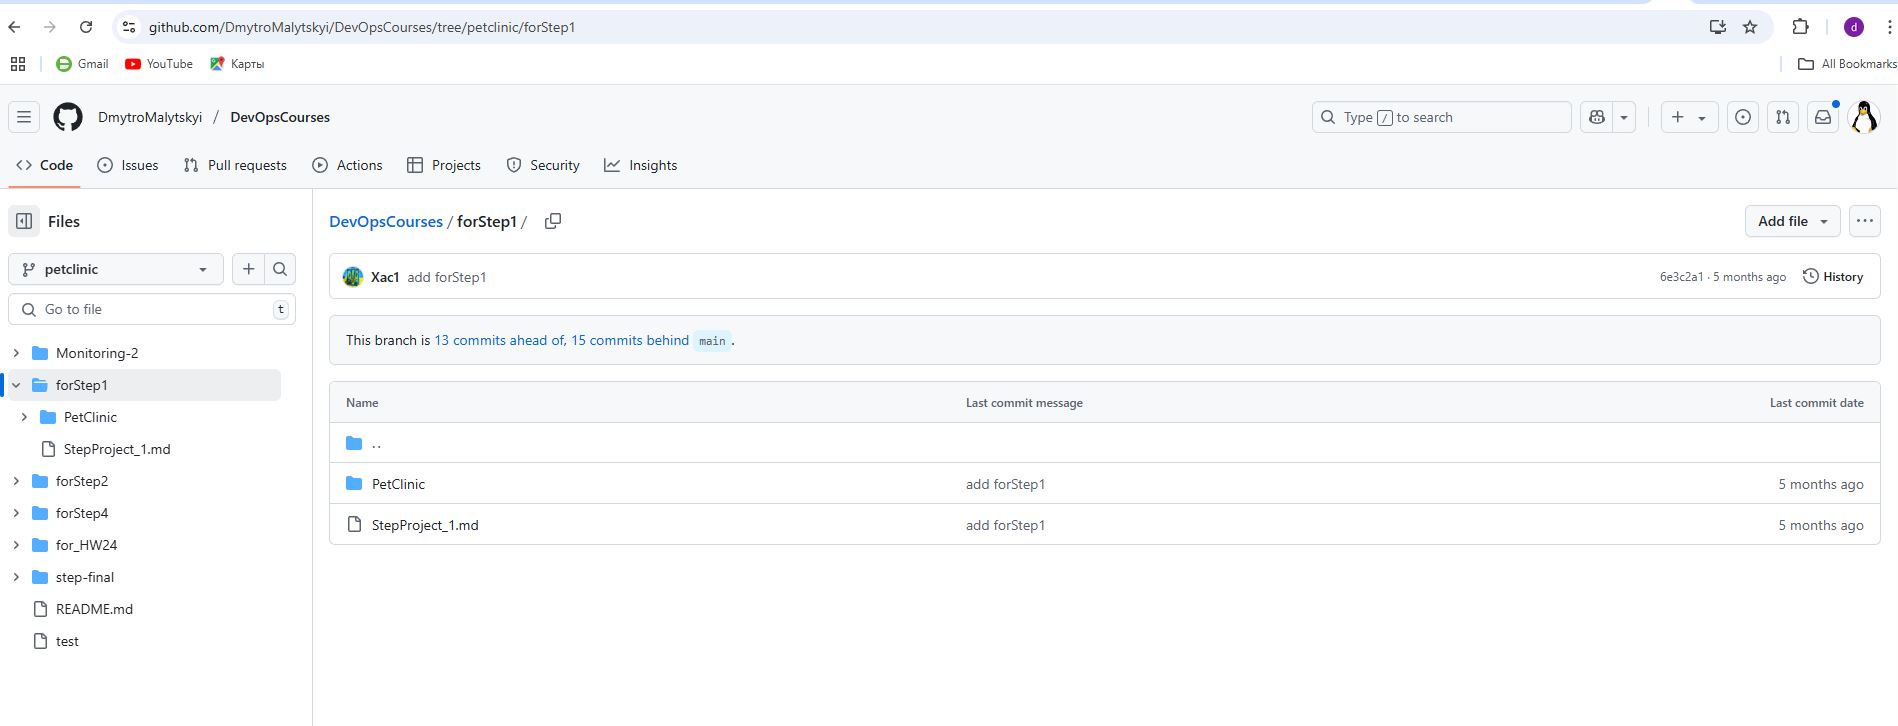 github.com/DmytroMalytskyi/DevOpsCourses/tree/petclinic/forStep1
d
Gmail YouTube Карты
All Bookmarks
DmytroMalytskyi / DevOpsCourses
Type / to search
Code Issues Pull requests Actions Projects Security Insights
Files
petclinic
Go to file t
Monitoring-2
forStep1
PetClinic
StepProject_1.md
forStep2
forStep4
for_HW24
step-final
README.md
test
DevOpsCourses / forStep1 /
Add file
Xac1 add forStep1
6e3c2a1 · 5 months ago History
This branch is 13 commits ahead of, 15 commits behind main .
Name Last commit message Last commit date
..
PetClinic add forStep1 5 months ago
StepProject_1.md add forStep1 5 months ago